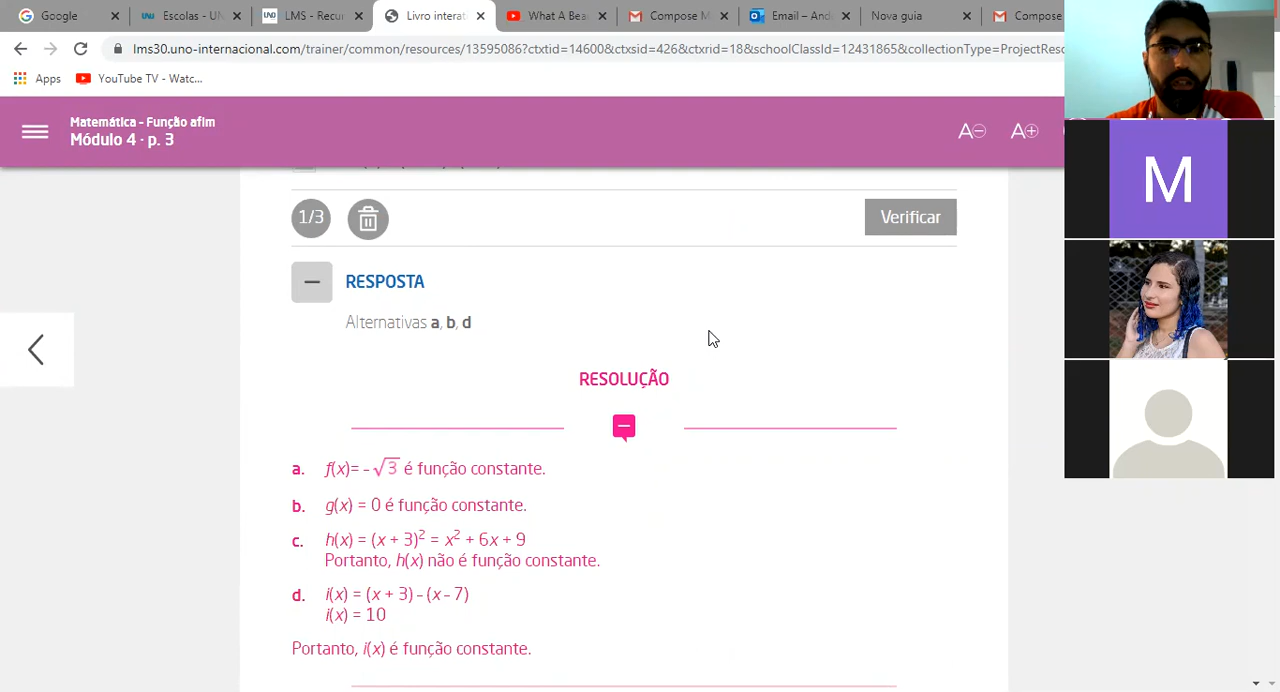 Google
Escolas - UN
LMS - Recu
Livro interat
What A Bea
Compose M
Email – And
Nova guia
Compose
lms30.uno-internacional.com/trainer/common/resources/13595086?ctxtid=14600&ctxsid=426&ctxrid=18&schoolClassId=12431865&collectionType=ProjectReso
Apps YouTube TV - Watc...
Matemática - Função afim
Módulo 4 · p. 3
A− A+
1/3
Verificar
RESPOSTA
Alternativas a, b, d
RESOLUÇÃO
a. f(x)= – √3 é função constante.
b. g(x) = 0 é função constante.
c. h(x) = (x + 3)² = x² + 6x + 9
Portanto, h(x) não é função constante.
d. i(x) = (x + 3) – (x – 7)
i(x) = 10
Portanto, i(x) é função constante.
M